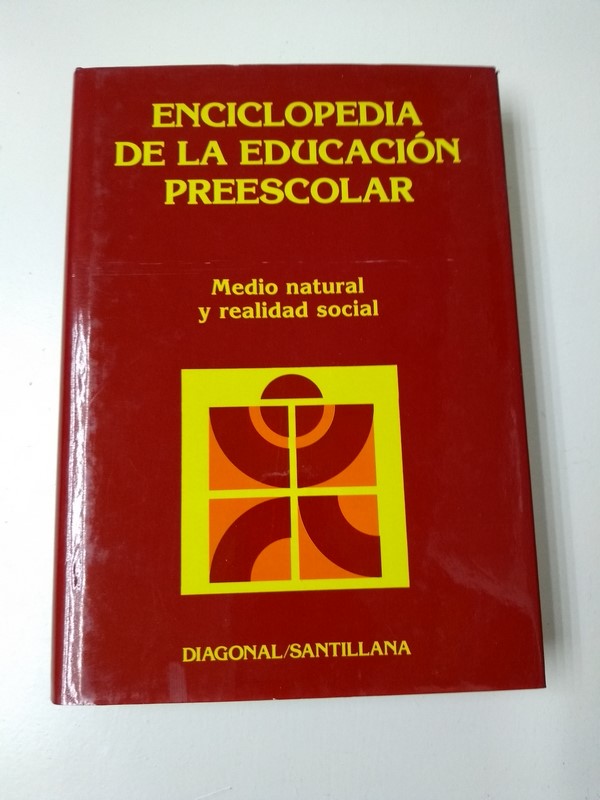 ENCICLOPEDIA
DE LA EDUCACIÓN
PREESCOLAR
Medio natural
y realidad social
DIAGONAL/SANTILLANA